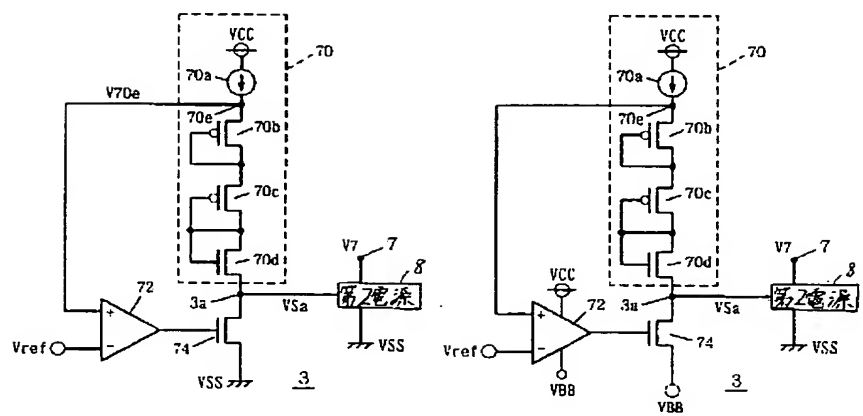 VCC
70a
70
V70e
70e
70b
70c
70d
V7
7
8
72
3a
VSa
第2電源
+
-
Vref
74
VSS
VSS
3
VCC
70a
70
70e
70b
70c
70d
V7
7
8
VCC
72
3a
VSa
第2電源
+
-
Vref
74
VSS
VBB
VBB
3